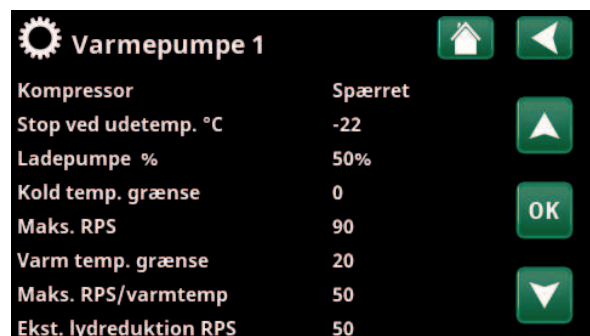 Varmepumpe 1
Kompressor Spærret
Stop ved udetemp. °C -22
Ladepumpe % 50%
Kold temp. grænse 0
Maks. RPS 90
OK
Varm temp. grænse 20
Maks. RPS/varmtemp 50
Ekst. lydreduktion RPS 50